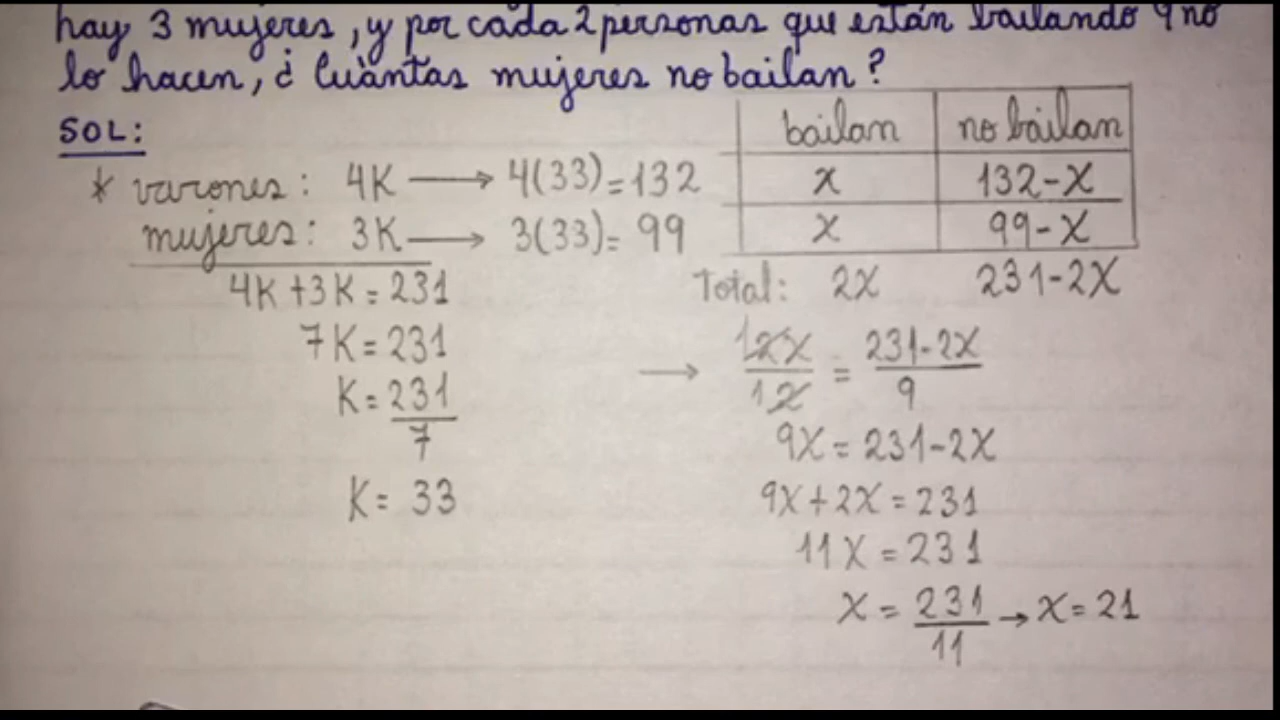 hay 3 mujeres, y por cada 2 personas que están bailando 9 no
lo hacen, ¿ Cuàntas mujeres no bailan?
SOL:
bailan no bailan
* varones: 4K → 4(33)=132 x 132-x
mujeres: 3K → 3(33)= 99 x 99-x
4K+3K=231 Total: 2x 231-2x
7K=231 → 12x/12 = 231-2x/9
K=231/7 9x=231-2x
K= 33 9x+2x=231
11x=231
x = 231/11 → x=21